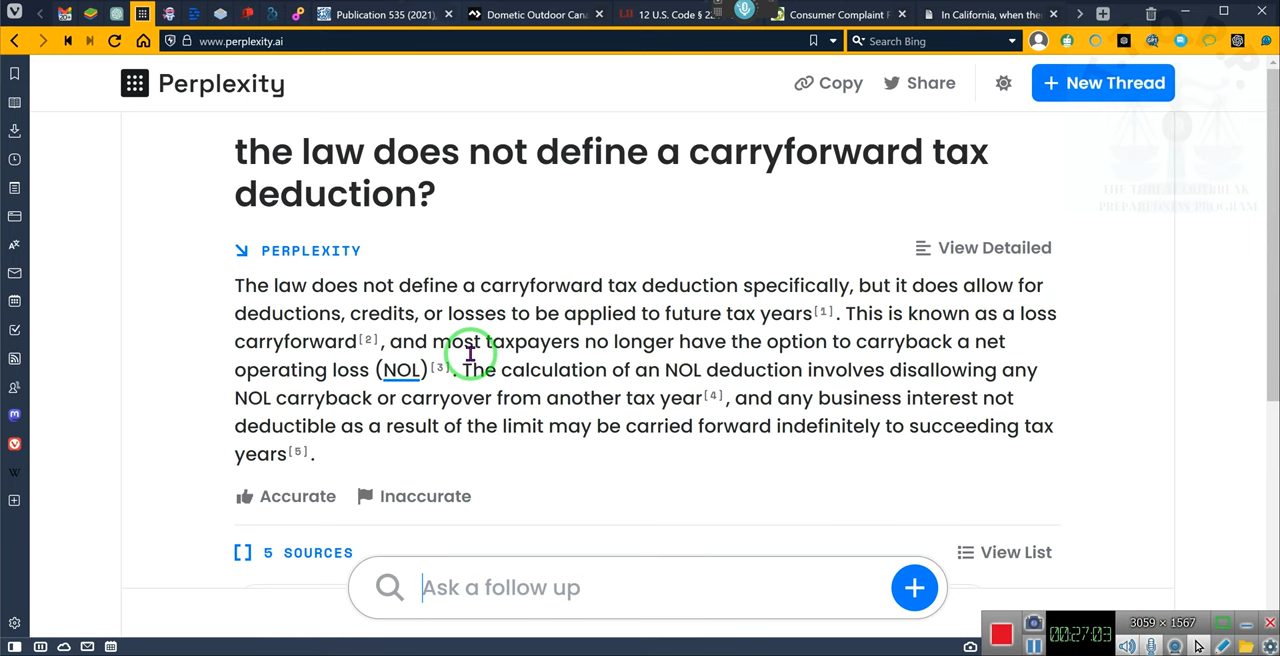 Publication 535 (2021),
Dometic Outdoor Can
12 U.S. Code § 2
Consumer Complaint F
In California, when the
www.perplexity.ai
Search Bing
Perplexity
Copy
Share
New Thread
THE THREAT OUTBREAK
PREPAREDNESS PROGRAM
the law does not define a carryforward tax
deduction?
PERPLEXITY
View Detailed
The law does not define a carryforward tax deduction specifically, but it does allow for
deductions, credits, or losses to be applied to future tax years[1]. This is known as a loss
carryforward[2], and most taxpayers no longer have the option to carryback a net
operating loss (NOL)[3]. The calculation of an NOL deduction involves disallowing any
NOL carryback or carryover from another tax year[4], and any business interest not
deductible as a result of the limit may be carried forward indefinitely to succeeding tax
years[5].
Accurate
Inaccurate
5 SOURCES
View List
Ask a follow up
3059 × 1567
00:27:03